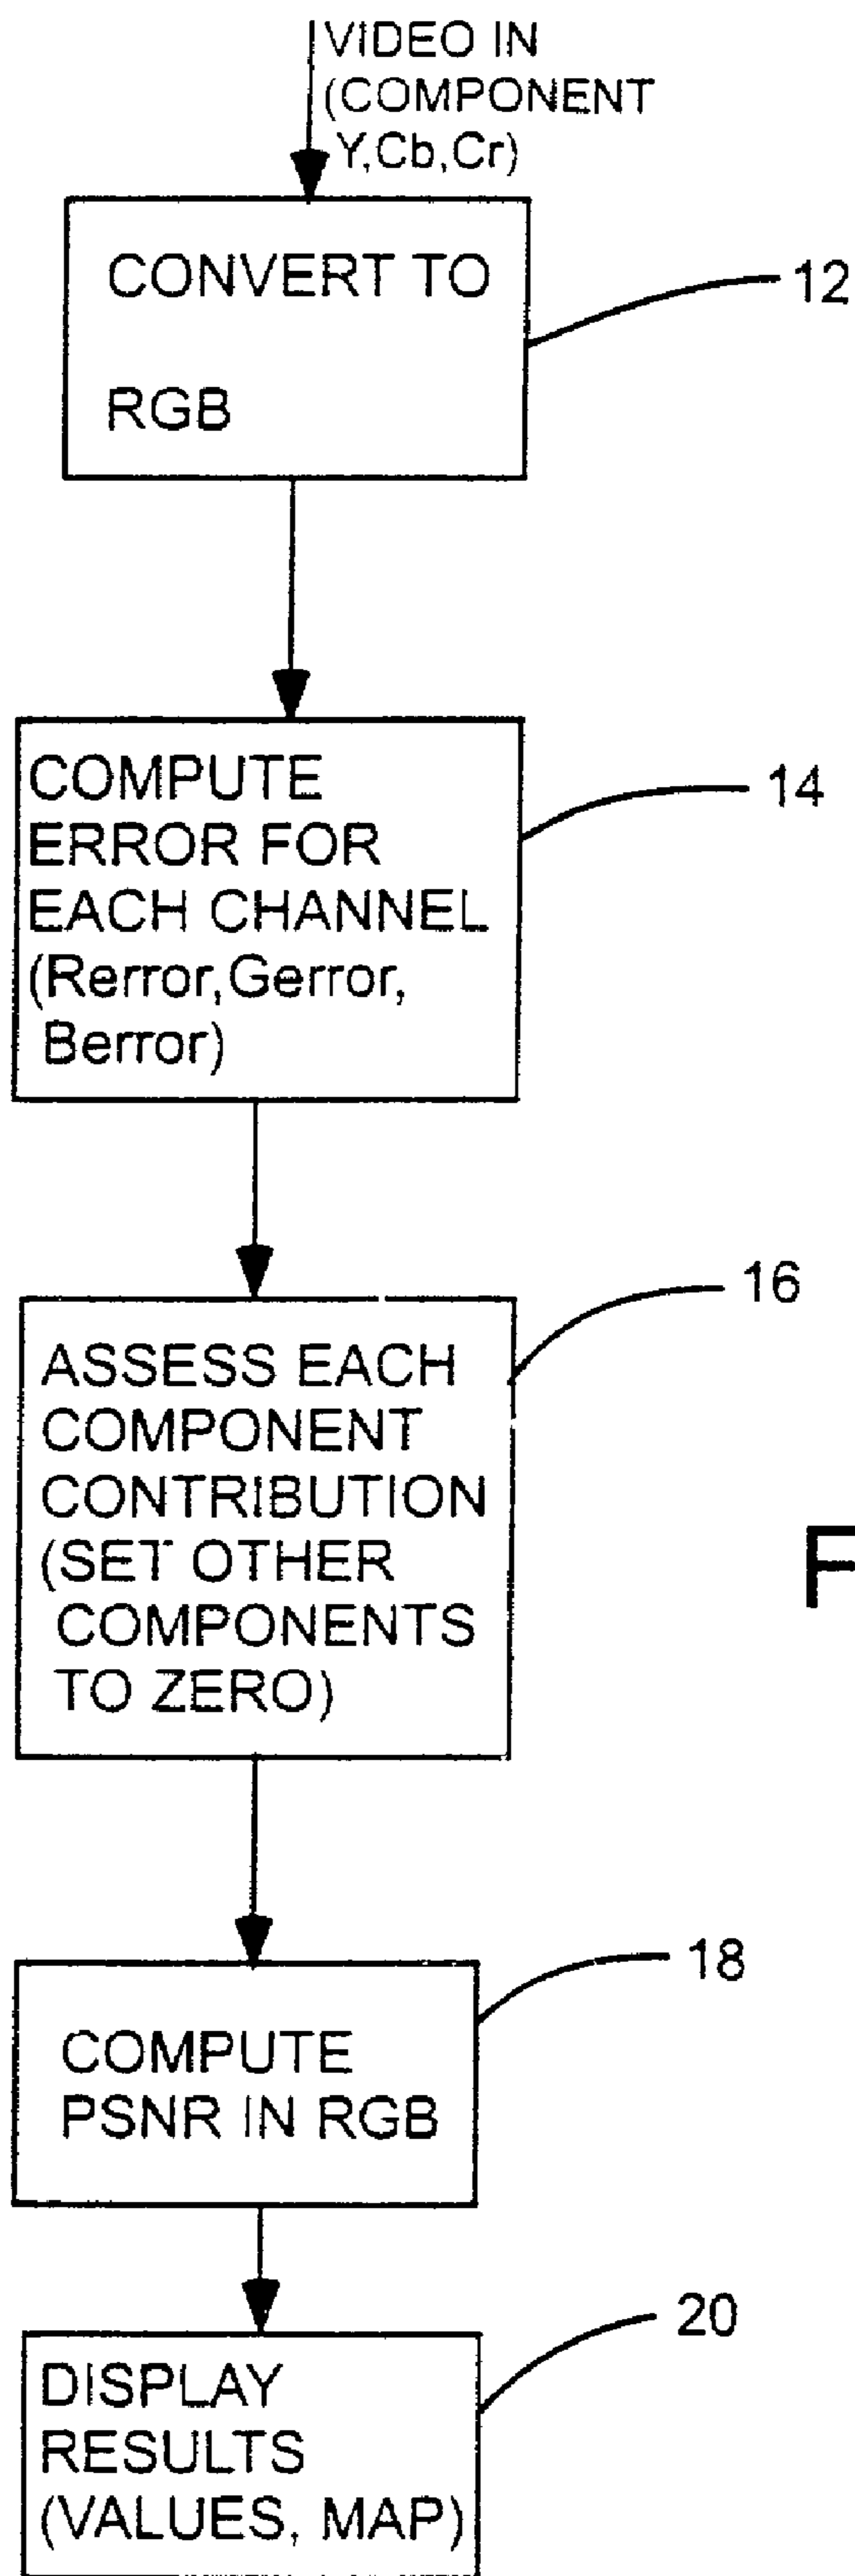 VIDEO IN
(COMPONENT
Y,Cb,Cr)
CONVERT TO
RGB
12
COMPUTE
ERROR FOR
EACH CHANNEL
(Rerror,Gerror,
Berror)
14
ASSESS EACH
COMPONENT
CONTRIBUTION
(SET OTHER
COMPONENTS
TO ZERO)
16
F
COMPUTE
PSNR IN RGB
18
DISPLAY
RESULTS
(VALUES, MAP)
20